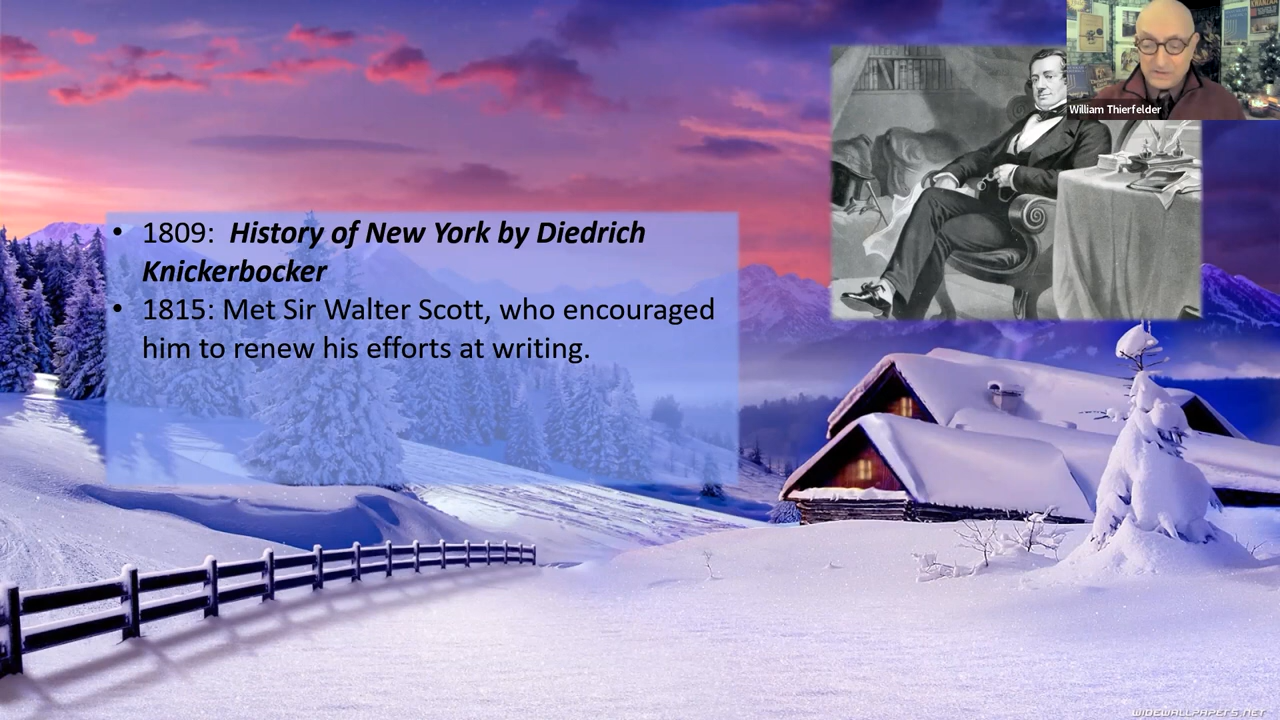 • 1809: History of New York by Diedrich
Knickerbocker
• 1815: Met Sir Walter Scott, who encouraged
him to renew his efforts at writing.
William Thierfelder
WIDEWALLPAPERS.NET